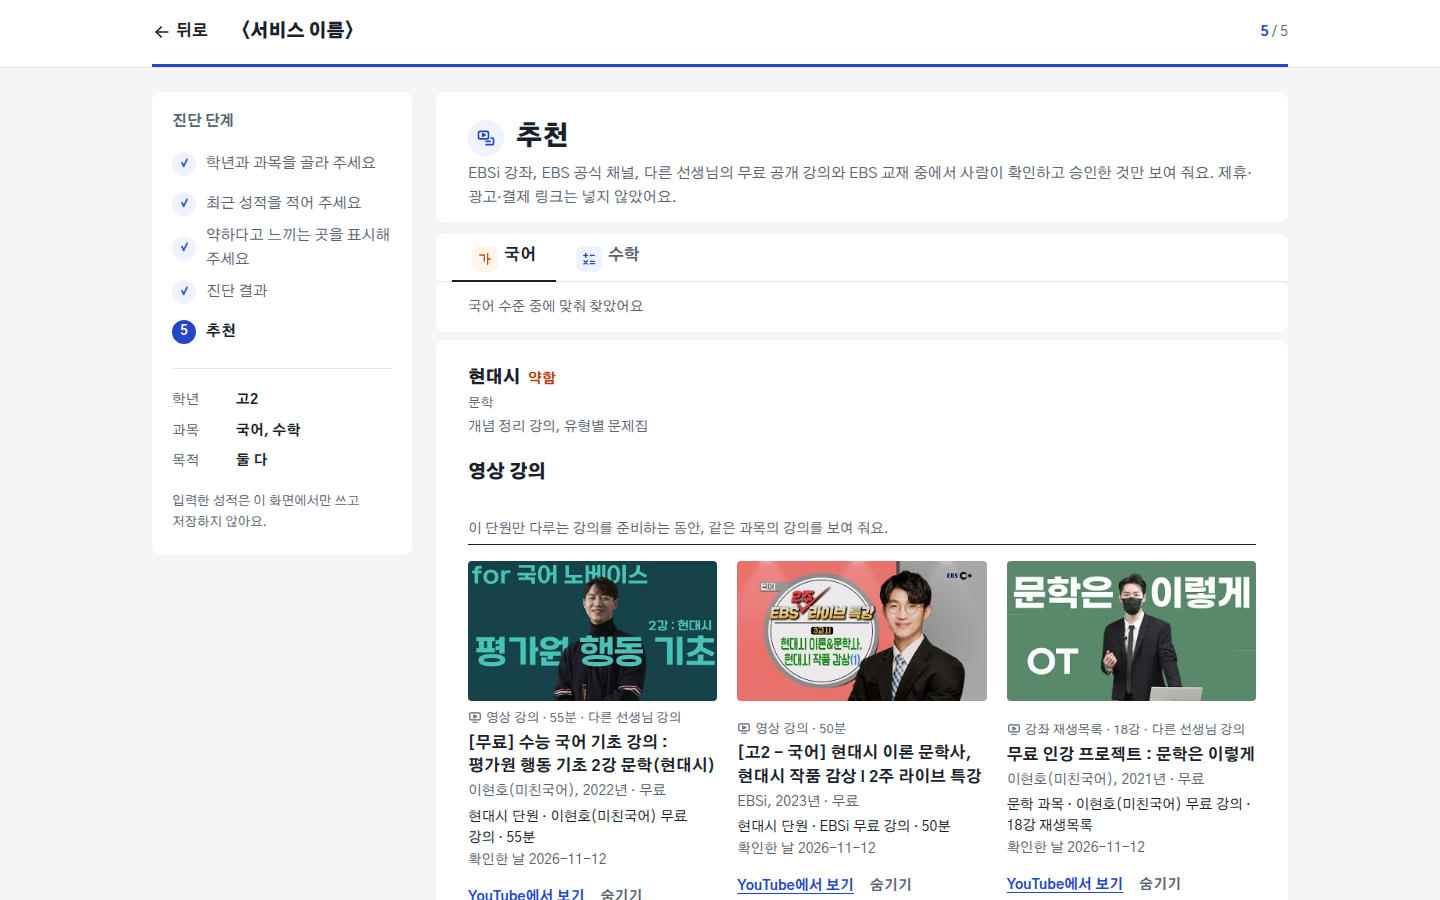 뒤로
〈서비스 이름〉
5 / 5
진단 단계
학년과 과목을 골라 주세요
최근 성적을 적어 주세요
약하다고 느끼는 곳을 표시해
주세요
진단 결과
5 추천
학년 고2
과목 국어, 수학
목적 둘 다
입력한 성적은 이 화면에서만 쓰고
저장하지 않아요.
추천
EBSi 강좌, EBS 공식 채널, 다른 선생님의 무료 공개 강의와 EBS 교재 중에서 사람이 확인하고 승인한 것만 보여 줘요. 제휴·
광고·결제 링크는 넣지 않았어요.
가 국어
수학
국어 수준 중에 맞춰 찾았어요
현대시 약함
문학
개념 정리 강의, 유형별 문제집
영상 강의
이 단원만 다루는 강의를 준비하는 동안, 같은 과목의 강의를 보여 줘요.
for 국어 노베이스
2강 : 현대시
평가원 행동 기초
영상 강의 · 55분 · 다른 선생님 강의
[무료] 수능 국어 기초 강의 :
평가원 행동 기초 2강 문학(현대시)
이현호(미친국어), 2022년 · 무료
현대시 단원 · 이현호(미친국어) 무료
강의 · 55분
확인한 날 2026-11-12
YouTube에서 보기 숨기기
국어
EBS
2주
EBS 라이브 특강
3교시
현대시 이론&문학사,
현대시 작품 감상(1)
영상 강의 · 50분
[고2 - 국어] 현대시 이론 문학사,
현대시 작품 감상 I 2주 라이브 특강
EBSi, 2023년 · 무료
현대시 단원 · EBSi 무료 강의 · 50분
확인한 날 2026-11-12
YouTube에서 보기 숨기기
문학은 이렇게
OT
강좌 재생목록 · 18강 · 다른 선생님 강의
무료 인강 프로젝트 : 문학은 이렇게
이현호(미친국어), 2021년 · 무료
문학 과목 · 이현호(미친국어) 무료 강의 ·
18강 재생목록
확인한 날 2026-11-12
YouTube에서 보기 숨기기